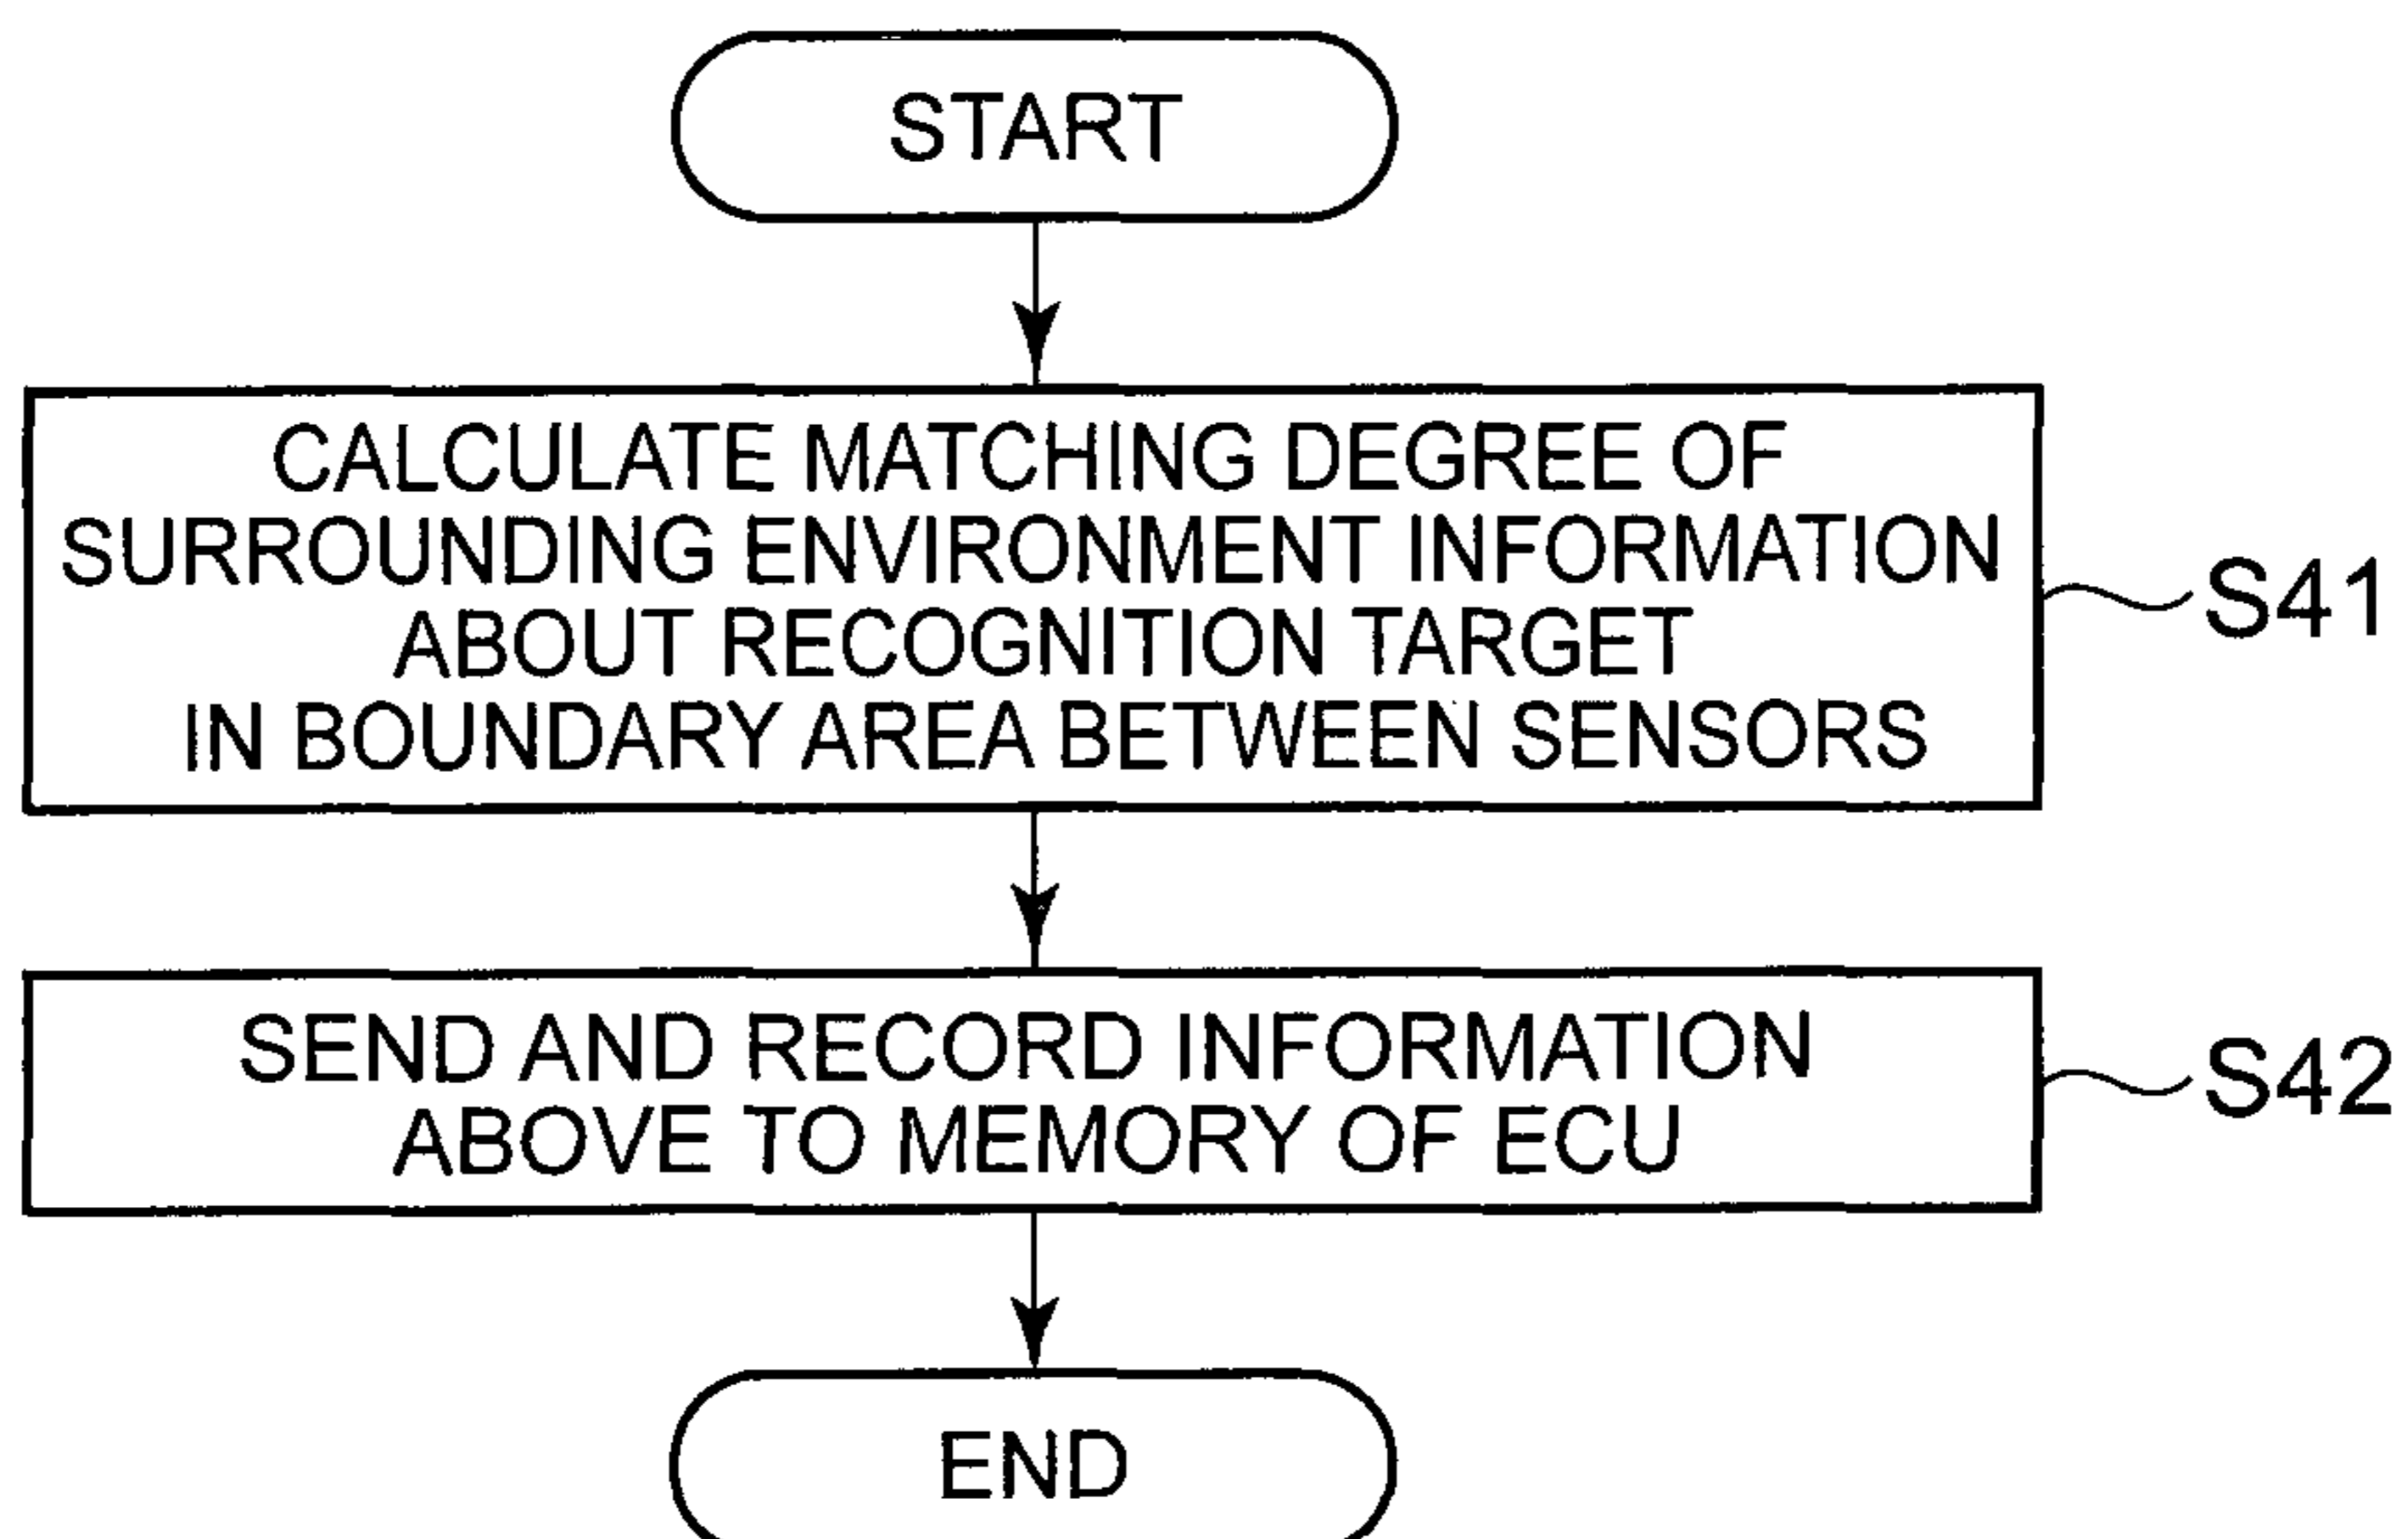 START
CALCULATE MATCHING DEGREE OF
SURROUNDING ENVIRONMENT INFORMATION
ABOUT RECOGNITION TARGET
IN BOUNDARY AREA BETWEEN SENSORS
S41
SEND AND RECORD INFORMATION
ABOVE TO MEMORY OF ECU
S42
END